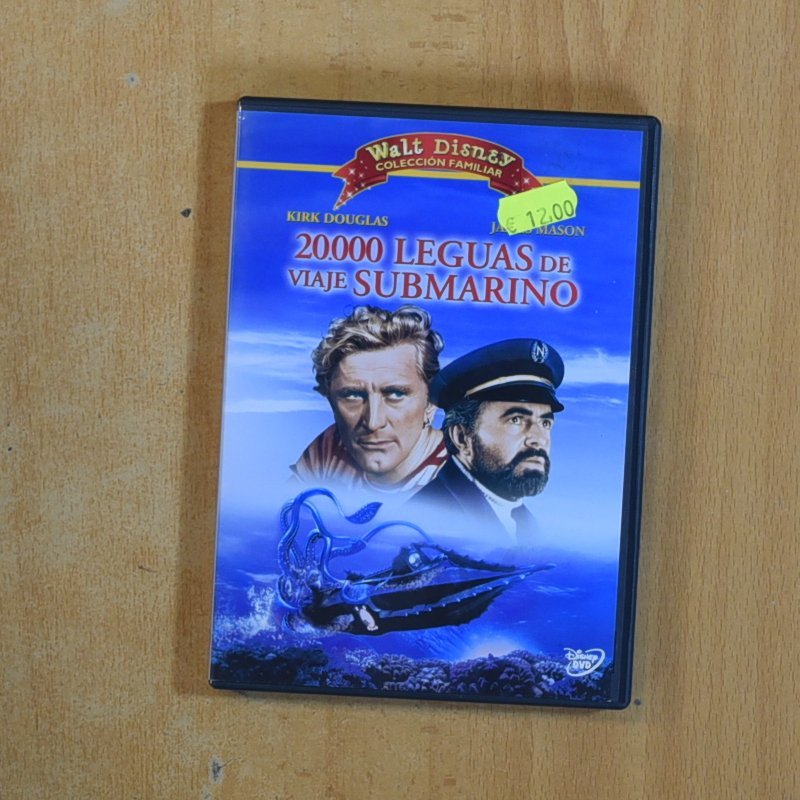 Walt Disney
COLECCIÓN FAMILIAR
€ 12.00
KIRK DOUGLAS
MASON
20.000 LEGUAS DE
VIAJE SUBMARINO
N
Disney
DVD